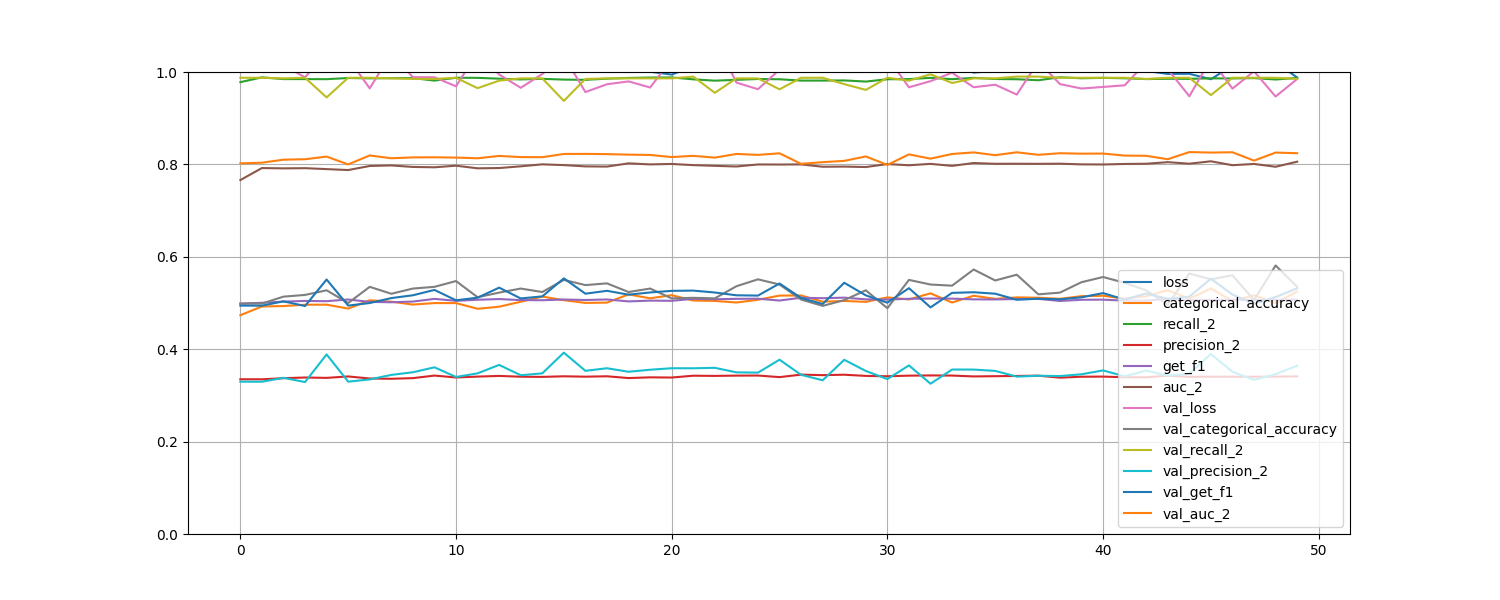 1.0
0.8
0.6
0.4
0.2
0.0
0 10 20 30 40 50
loss
categorical_accuracy
recall_2
precision_2
get_f1
auc_2
val_loss
val_categorical_accuracy
val_recall_2
val_precision_2
val_get_f1
val_auc_2